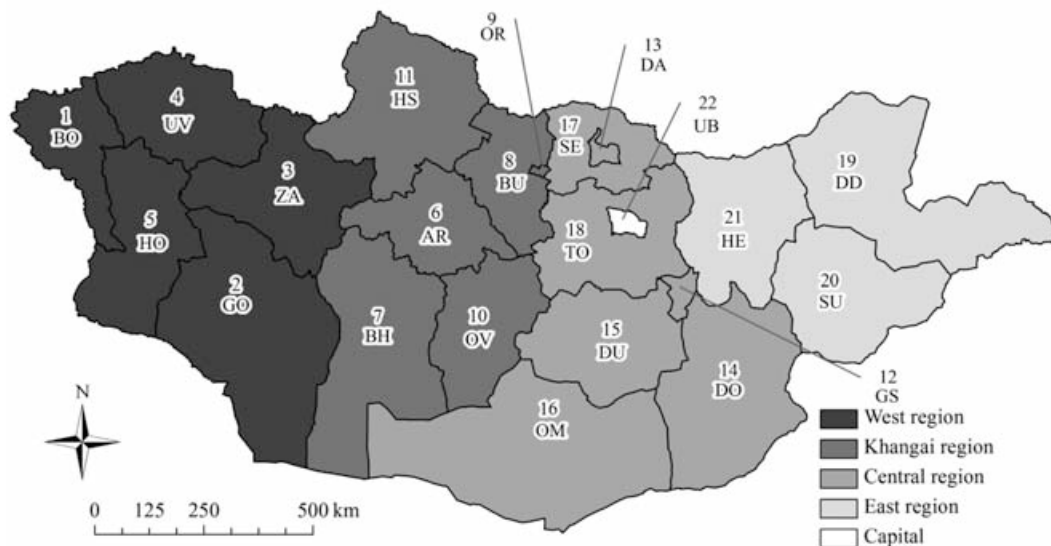 9
OR
13
DA
11
HS
22
UB
4
UV
1
BO
17
SE
8
BU
19
DD
3
ZA
6
AR
5
HO
18
TO
21
HE
2
GO
20
SU
7
BH
10
OV
15
DU
14
DO
12
GS
16
OM
N
0 125 250 500 km
West region
Khangai region
Central region
East region
Capital